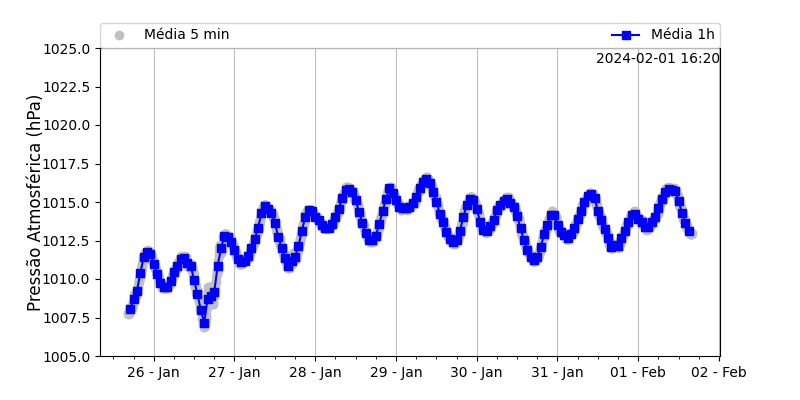 Média 5 min
Média 1h
2024-02-01 16:20
Pressão Atmosférica (hPa)
1025.0
1022.5
1020.0
1017.5
1015.0
1012.5
1010.0
1007.5
1005.0
26 - Jan
27 - Jan
28 - Jan
29 - Jan
30 - Jan
31 - Jan
01 - Feb
02 - Feb